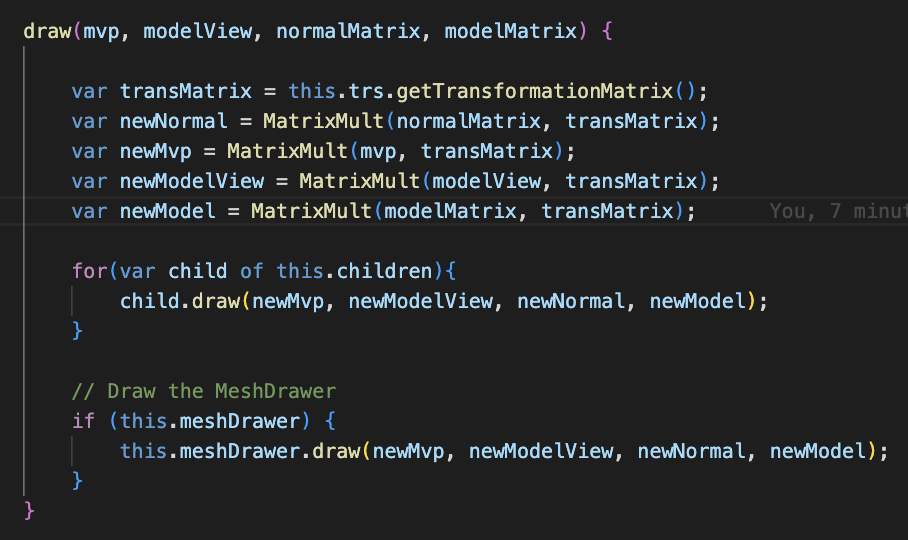 draw(mvp, modelView, normalMatrix, modelMatrix) {
var transMatrix = this.trs.getTransformationMatrix();
var newNormal = MatrixMult(normalMatrix, transMatrix);
var newMvp = MatrixMult(mvp, transMatrix);
var newModelView = MatrixMult(modelView, transMatrix);
var newModel = MatrixMult(modelMatrix, transMatrix); You, 7
for(var child of this.children){
child.draw(newMvp, newModelView, newNormal, newModel);
}
// Draw the MeshDrawer
if (this.meshDrawer) {
this.meshDrawer.draw(newMvp, newModelView, newNormal, newModel);
}
}